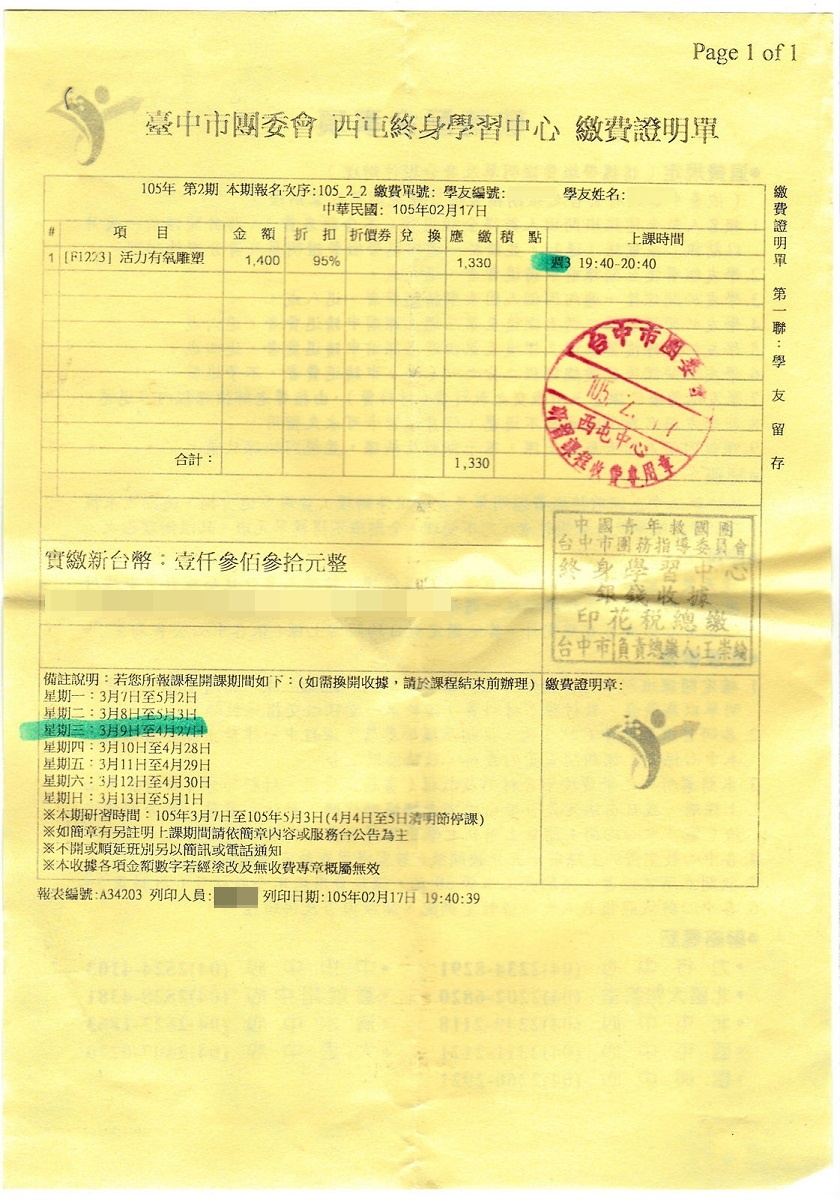 Page 1 of 1
臺中市團委會 西屯終身學習中心 繳費證明單
105年 第2期 本期報名次序:105_2_2 繳費單號: 學友編號: 學友姓名:
中華民國: 105年02月17日
# 項 目 金 額 折 扣 折價券 兌 換 應 繳 積 點 上課時間
1 [F1223] 活力有氧雕塑 1,400 95% 1,330 週3 19:40-20:40
合計: 1,330
繳費證明單 第一聯:學友留存
台中市團委會
105. 2. 17
西屯中心
研習課程收費專用章
實繳新台幣：壹仟參佰參拾元整
中國青年救國團
台中市團務指導委員會
終身學習中心
銀錢收據
印花稅總繳
台中市 負責總繳人:王崇
備註說明：若您所報課程開課期間如下：(如需換開收據，請於課程結束前辦理)
星期一：3月7日至5月2日
星期二：3月8日至5月3日
星期三：3月9日至4月27日
星期四：3月10日至4月28日
星期五：3月11日至4月29日
星期六：3月12日至4月30日
星期日：3月13日至5月1日
※本期研習時間：105年3月7日至105年5月3日(4月4日至5日清明節停課)
※如簡章有另註明上課期間請依簡章內容或服務台公告為主
※不開或順延班別另以簡訊或電話通知
※本收據各項金額數字若經塗改及無收費專章概屬無效
繳費證明章:
報表編號:A34203 列印人員: 列印日期:105年02月17日 19:40:39